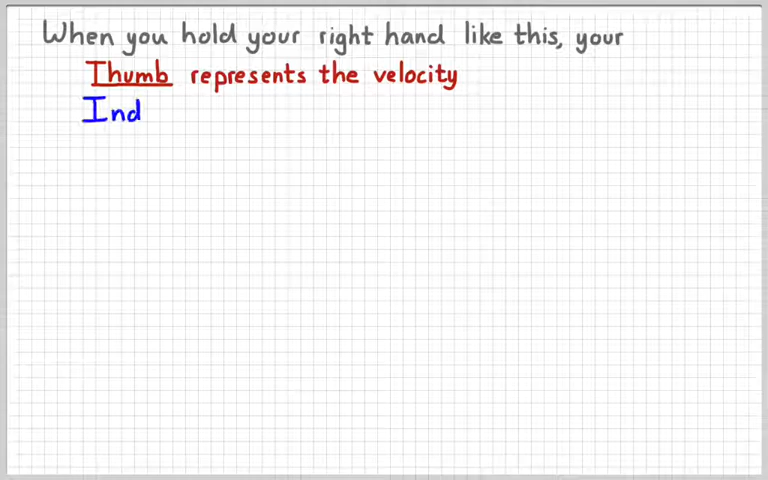 When you hold your right hand like this, your
Thumb represents the velocity
Ind